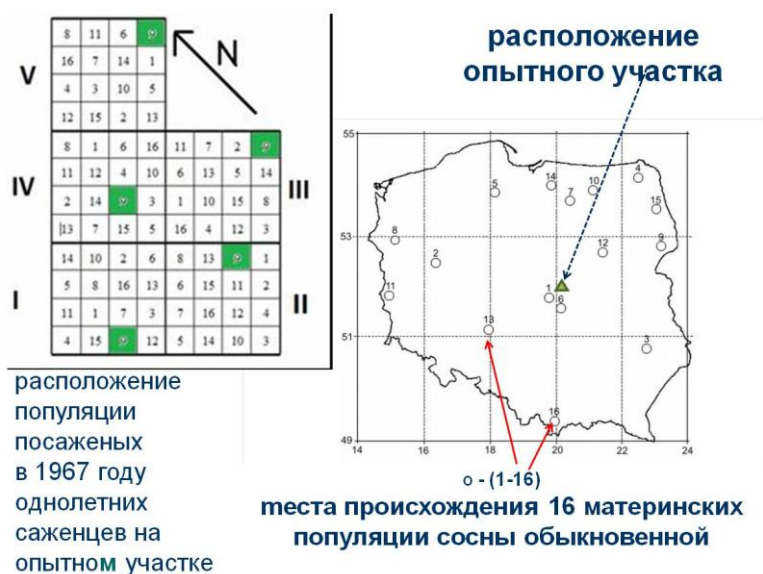 8 11 6 9
16 7 14 1
4 3 10 5
12 15 2 13
V
N
8 1 6 16 11 7 2 9
11 12 4 10 6 13 5 14
2 14 9 3 1 10 15 8
13 7 15 5 16 4 12 3
IV
III
14 10 2 6 8 13 9 1
5 8 16 13 6 15 11 2
11 1 7 3 7 16 12 4
4 15 9 12 5 14 10 3
I
II
расположение
популяции
посаженых
в 1967 году
однолетних
саженцев на
опытном участке
расположение
опытного участка
55
53
51
49
14 16 18 20 22 24
4
14
10
5
7
15
8
9
12
2
11
1
6
13
3
16
о - (1-16)
mеста происхождения 16 материнских
популяции сосны обыкновенной